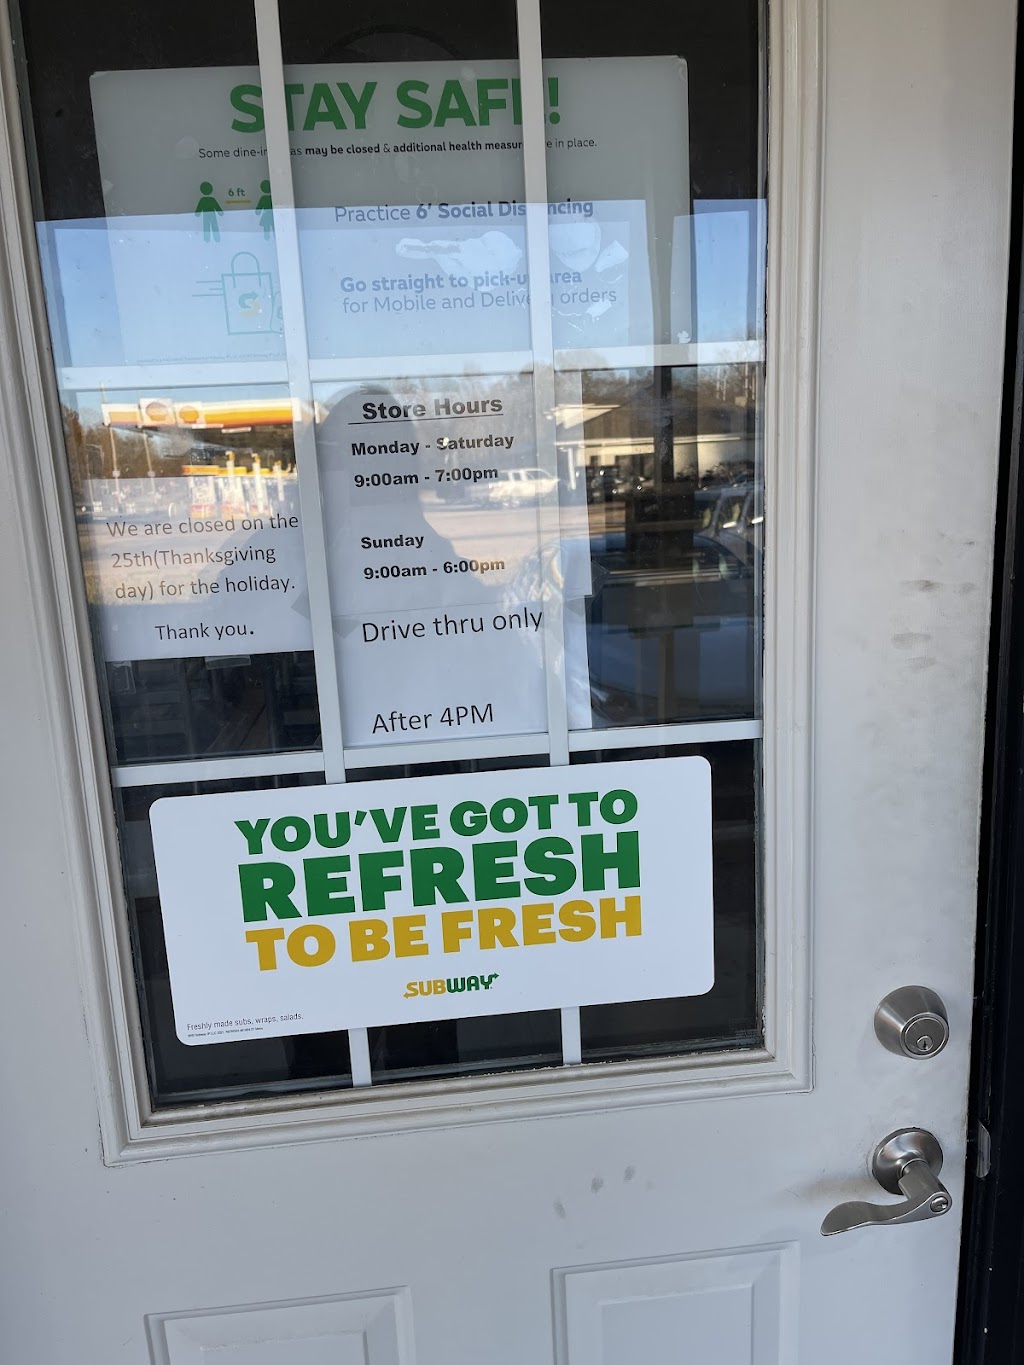 STAY SAFE!
Some dine-in as may be closed & additional health measur e in place.
6 ft
Practice 6' Social Distancing
Go straight to pick-up area
for Mobile and Delivery orders
Store Hours
Monday - Saturday
9:00am - 7:00pm
Sunday
9:00am - 6:00pm
We are closed on the
25th(Thanksgiving
day) for the holiday.
Thank you.
Drive thru only
After 4PM
YOU'VE GOT TO
REFRESH
TO BE FRESH
SUBWAY
Freshly made subs, wraps, salads.